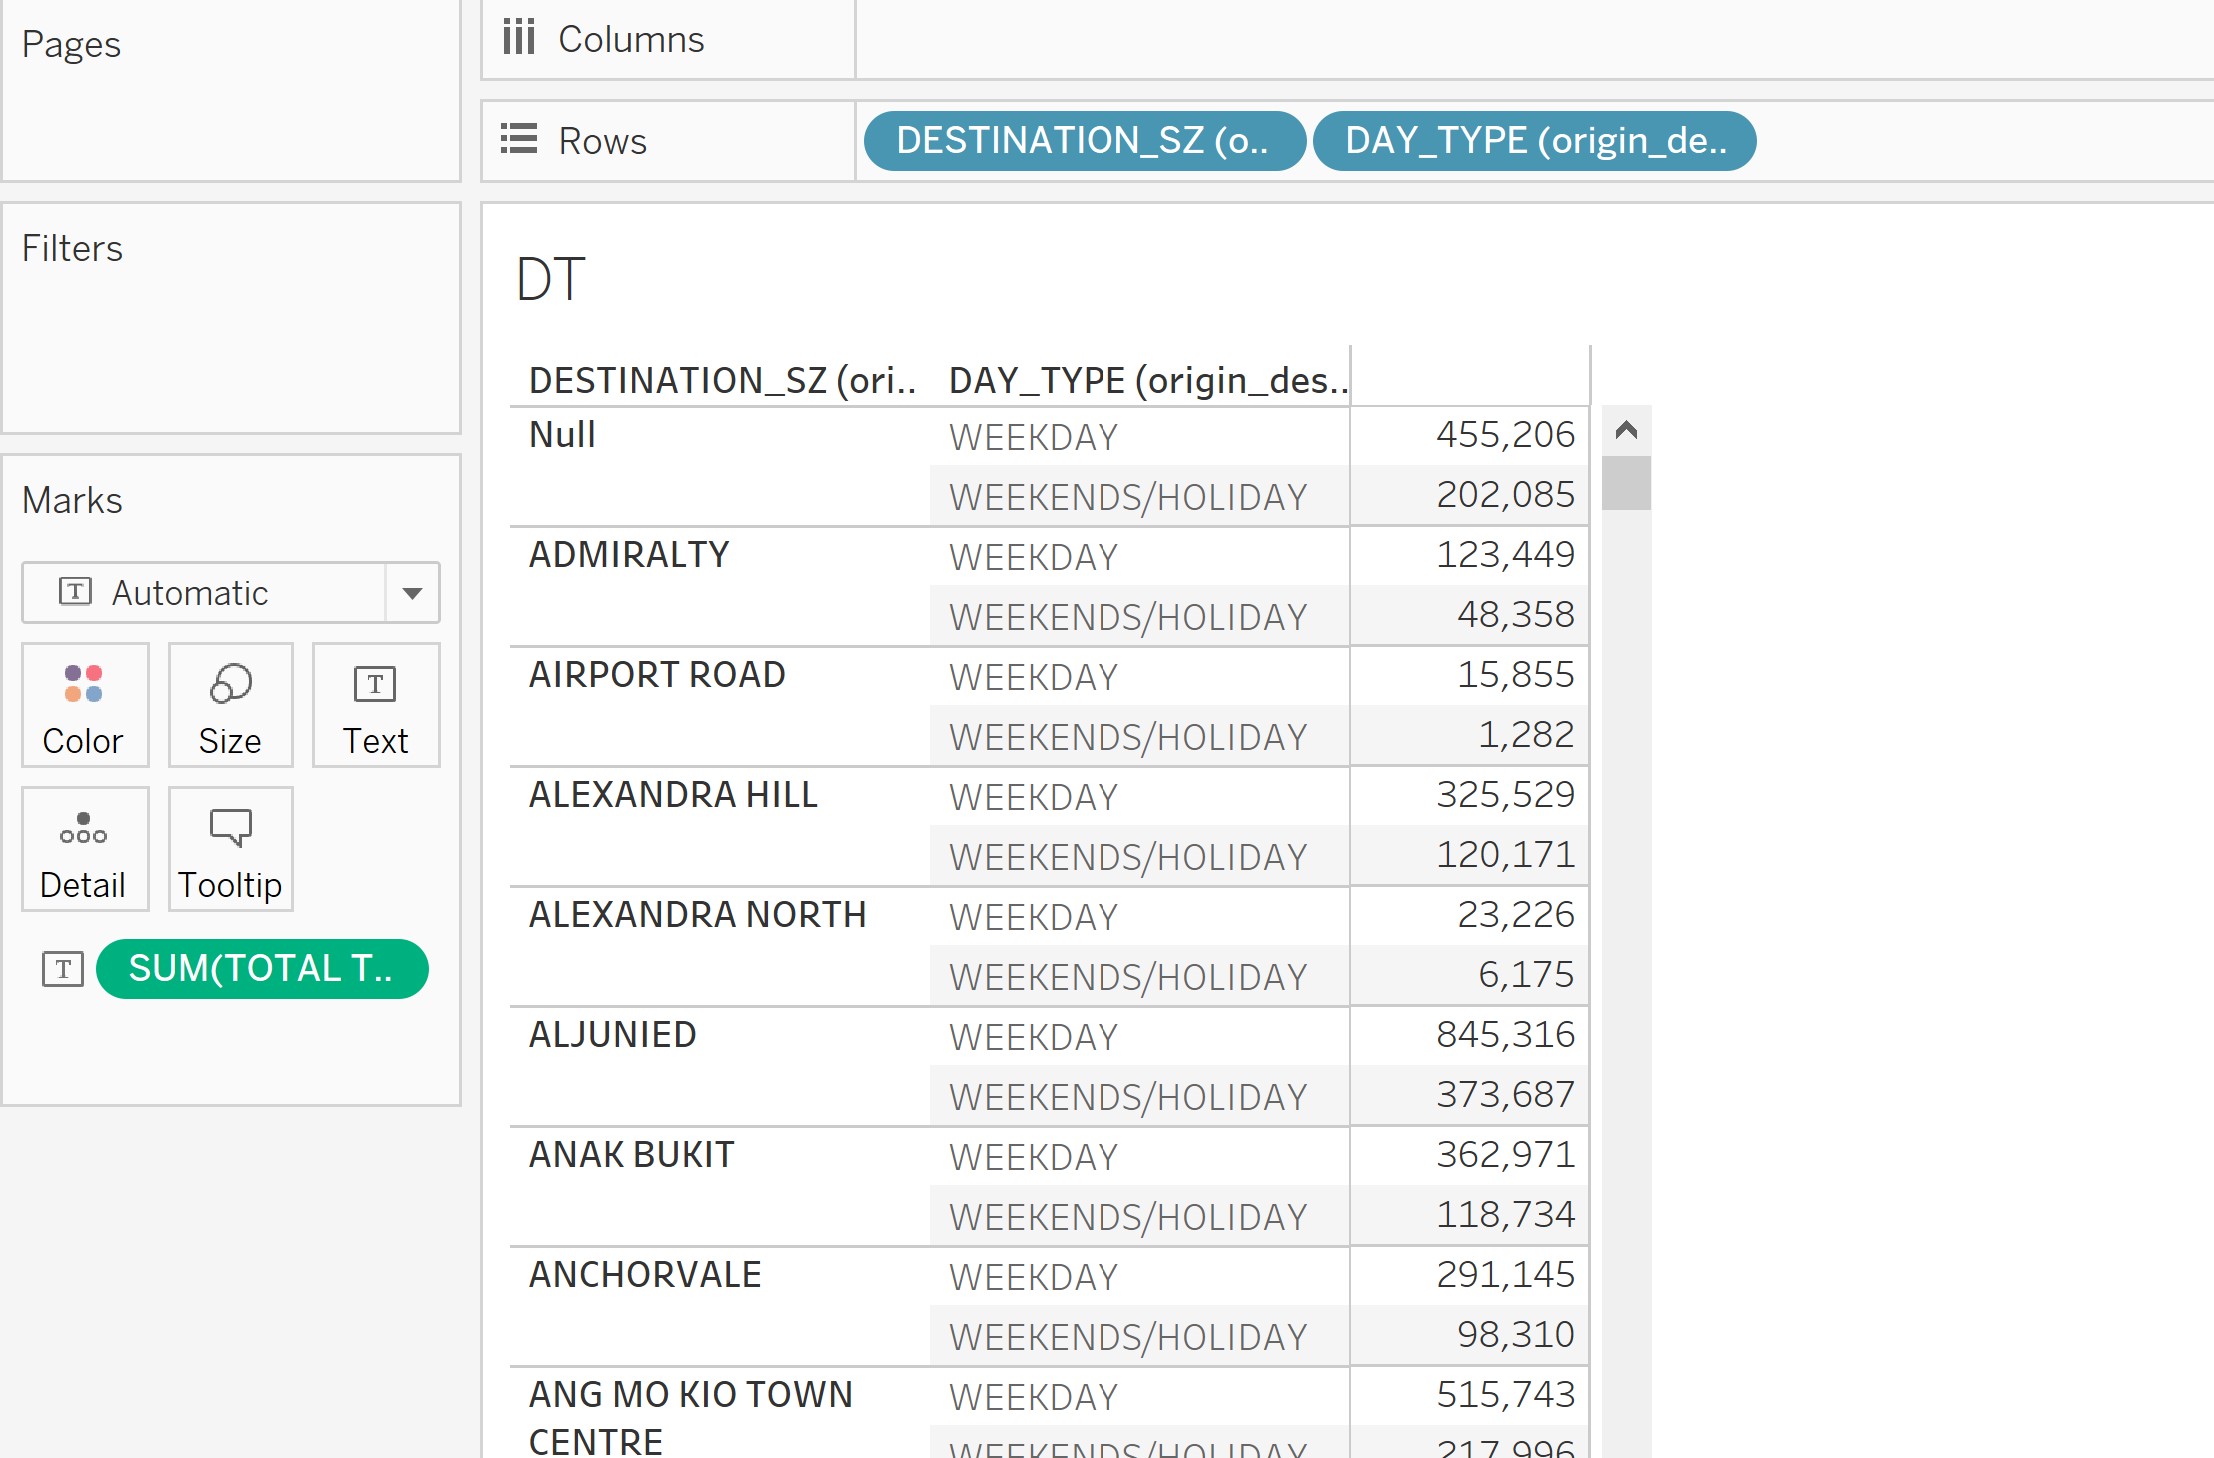 Pages
Columns
Rows DESTINATION_SZ (o.. DAY_TYPE (origin_de..
Filters
DT
DESTINATION_SZ (ori.. DAY_TYPE (origin_des..
Null WEEKDAY 455,206
WEEKENDS/HOLIDAY 202,085
ADMIRALTY WEEKDAY 123,449
WEEKENDS/HOLIDAY 48,358
AIRPORT ROAD WEEKDAY 15,855
WEEKENDS/HOLIDAY 1,282
ALEXANDRA HILL WEEKDAY 325,529
WEEKENDS/HOLIDAY 120,171
ALEXANDRA NORTH WEEKDAY 23,226
WEEKENDS/HOLIDAY 6,175
ALJUNIED WEEKDAY 845,316
WEEKENDS/HOLIDAY 373,687
ANAK BUKIT WEEKDAY 362,971
WEEKENDS/HOLIDAY 118,734
ANCHORVALE WEEKDAY 291,145
WEEKENDS/HOLIDAY 98,310
ANG MO KIO TOWN WEEKDAY 515,743
CENTRE WEEKENDS/HOLIDAY 217,996
Marks
Automatic
Color Size Text
Detail Tooltip
SUM(TOTAL T..